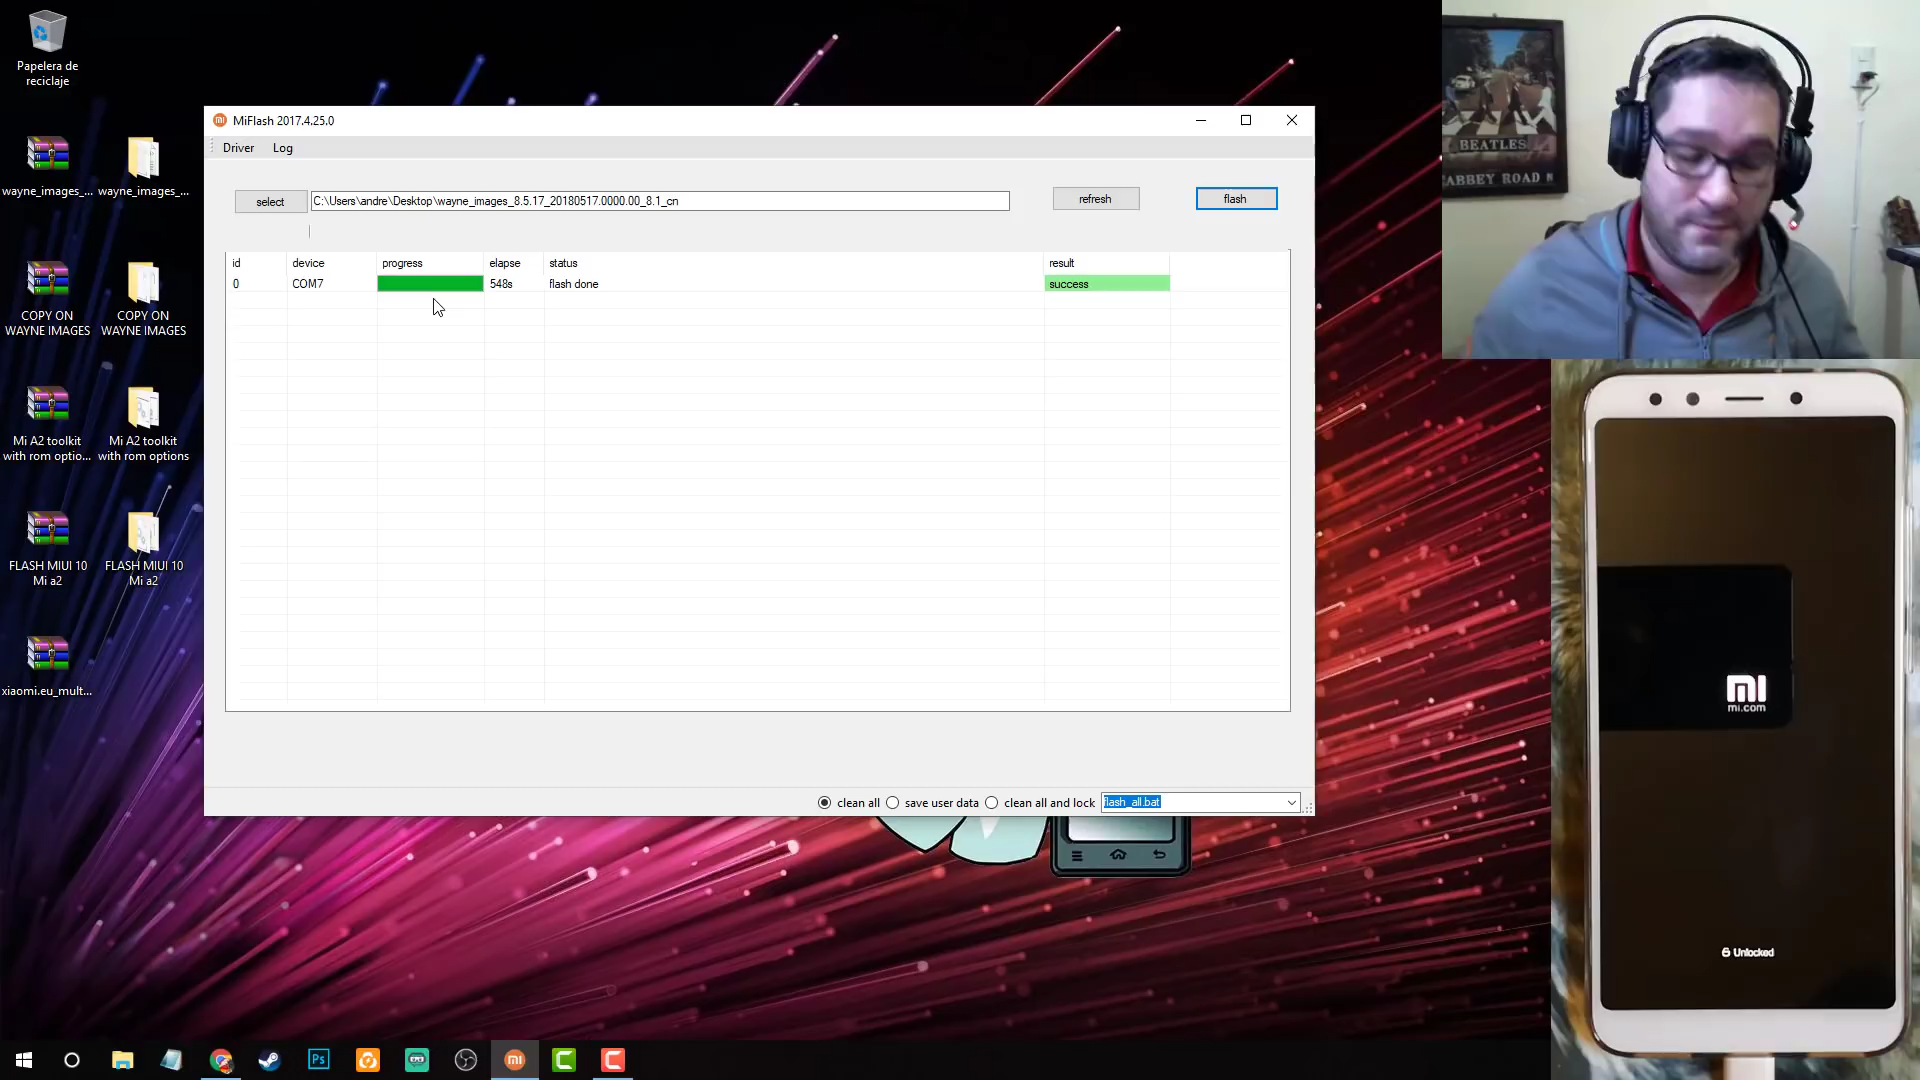 Papelera de
reciclaje
wayne_images_...
wayne_images_...
COPY ON
WAYNE IMAGES
COPY ON
WAYNE IMAGES
Mi A2 toolkit
with rom optio...
Mi A2 toolkit
with rom options
FLASH MIUI 10
Mi a2
FLASH MIUI 10
Mi a2
xiaomi.eu_mult...
MiFlash 2017.4.25.0
Driver Log
select C:\Users\andre\Desktop\wayne_images_8.5.17_20180517.0000.00_8.1_cn refresh flash
id device progress elapse status result
0 COM7 548s flash done success
clean all save user data clean all and lock flash_all.bat
BEATLES
ABBEY ROAD
mi
mi.com
Unlocked
Ps
mi